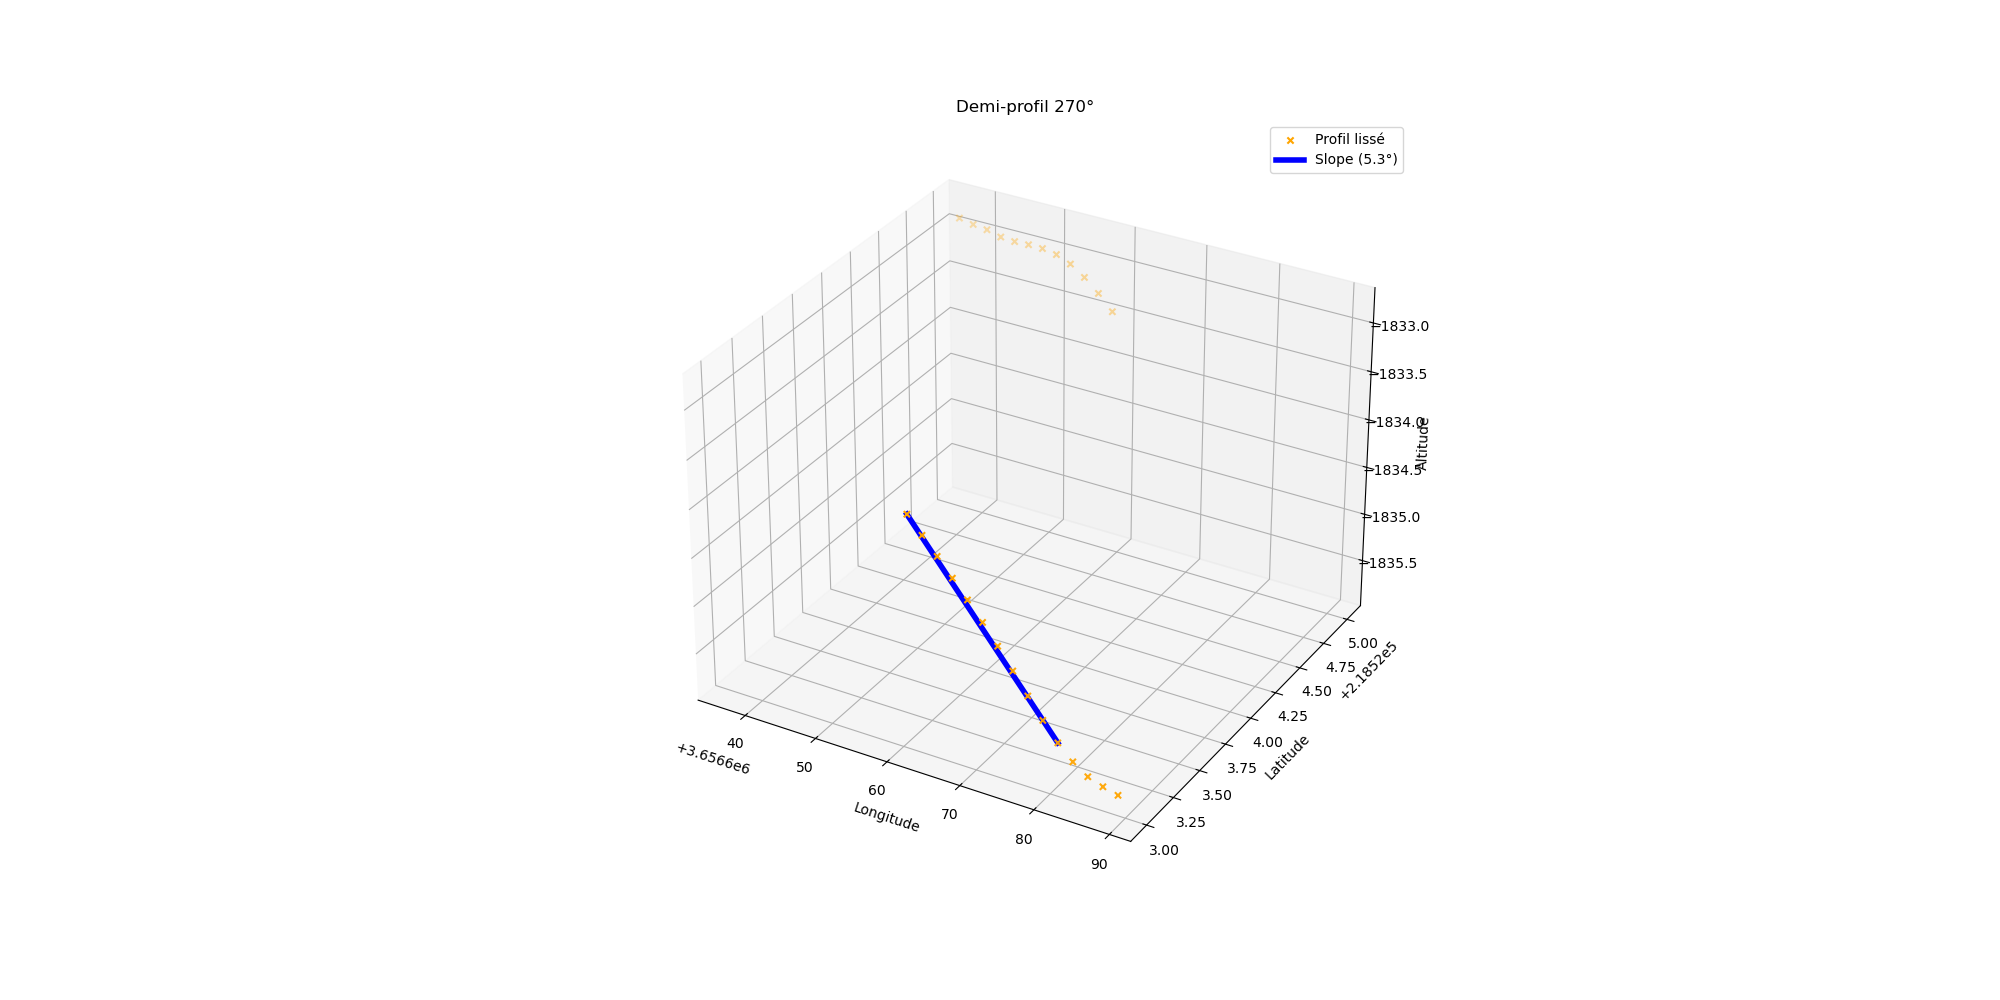 Demi-profil 270°
Profil lissé
Slope (5.3°)
−1833.0
−1833.5
−1834.0
−1834.5
−1835.0
−1835.5
Altitude
5.00
4.75
4.50
4.25
4.00
3.75
3.50
3.25
3.00
+2.1852e5
Latitude
40
50
60
70
80
90
+3.6566e6
Longitude